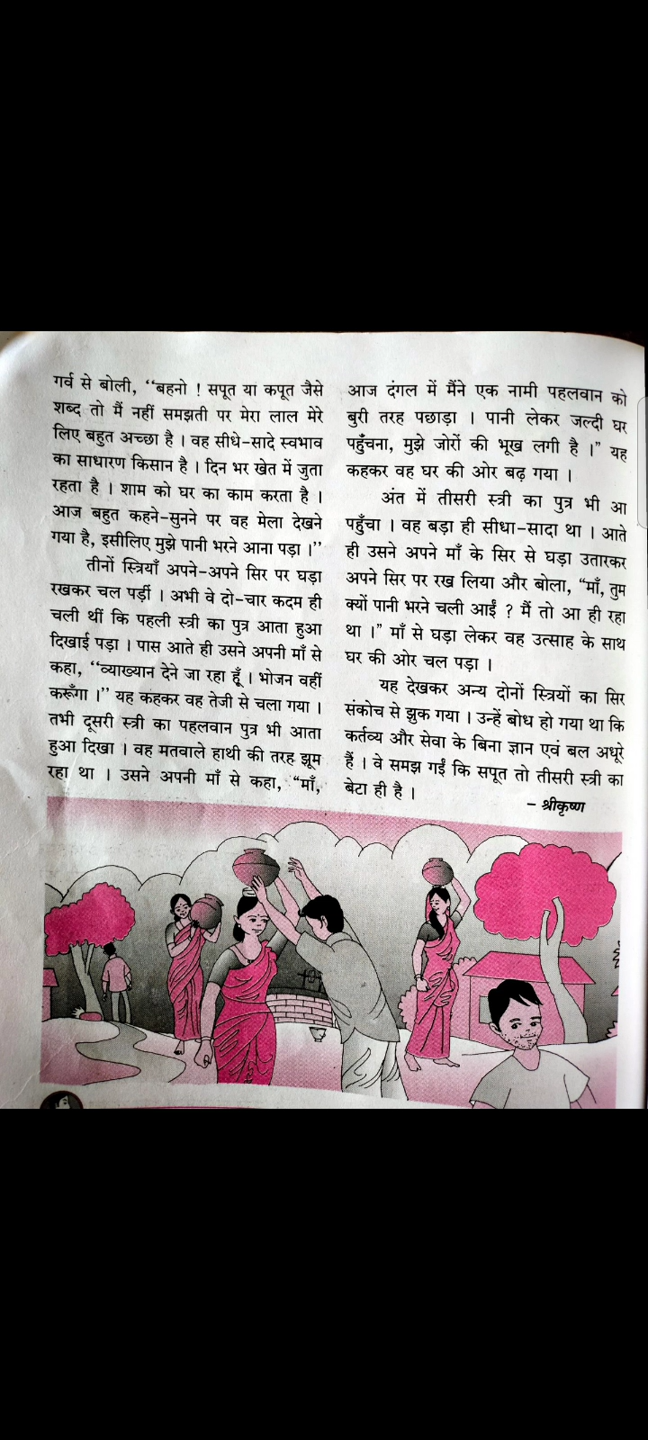 गर्व से बोली, ‘‘बहनो ! सपूत या कपूत जैसे
शब्द तो मैं नहीं समझती पर मेरा लाल मेरे
लिए बहुत अच्छा है । वह सीधे-सादे स्वभाव
का साधारण किसान है । दिन भर खेत में जुता
रहता है । शाम को घर का काम करता है ।
आज बहुत कहने-सुनने पर वह मेला देखने
गया है, इसीलिए मुझे पानी भरने आना पड़ा ।’’
तीनों स्त्रियाँ अपने-अपने सिर पर घड़ा
रखकर चल पड़ीं । अभी वे दो-चार कदम ही
चली थीं कि पहली स्त्री का पुत्र आता हुआ
दिखाई पड़ा । पास आते ही उसने अपनी माँ से
कहा, ‘‘व्याख्यान देने जा रहा हूँ । भोजन वहीं
करूँगा ।’’ यह कहकर वह तेजी से चला गया ।
तभी दूसरी स्त्री का पहलवान पुत्र भी आता
हुआ दिखा । वह मतवाले हाथी की तरह झूम
रहा था । उसने अपनी माँ से कहा, “माँ,
आज दंगल में मैंने एक नामी पहलवान को
बुरी तरह पछाड़ा । पानी लेकर जल्दी घर
पहुँचना, मुझे जोरों की भूख लगी है ।” यह
कहकर वह घर की ओर बढ़ गया ।
अंत में तीसरी स्त्री का पुत्र भी आ
पहुँचा । वह बड़ा ही सीधा-सादा था । आते
ही उसने अपने माँ के सिर से घड़ा उतारकर
अपने सिर पर रख लिया और बोला, “माँ, तुम
क्यों पानी भरने चली आईं ? मैं तो आ ही रहा
था ।” माँ से घड़ा लेकर वह उत्साह के साथ
घर की ओर चल पड़ा ।
यह देखकर अन्य दोनों स्त्रियों का सिर
संकोच से झुक गया । उन्हें बोध हो गया था कि
कर्तव्य और सेवा के बिना ज्ञान एवं बल अधूरे
हैं । वे समझ गईं कि सपूत तो तीसरी स्त्री का
बेटा ही है ।
– श्रीकृष्ण